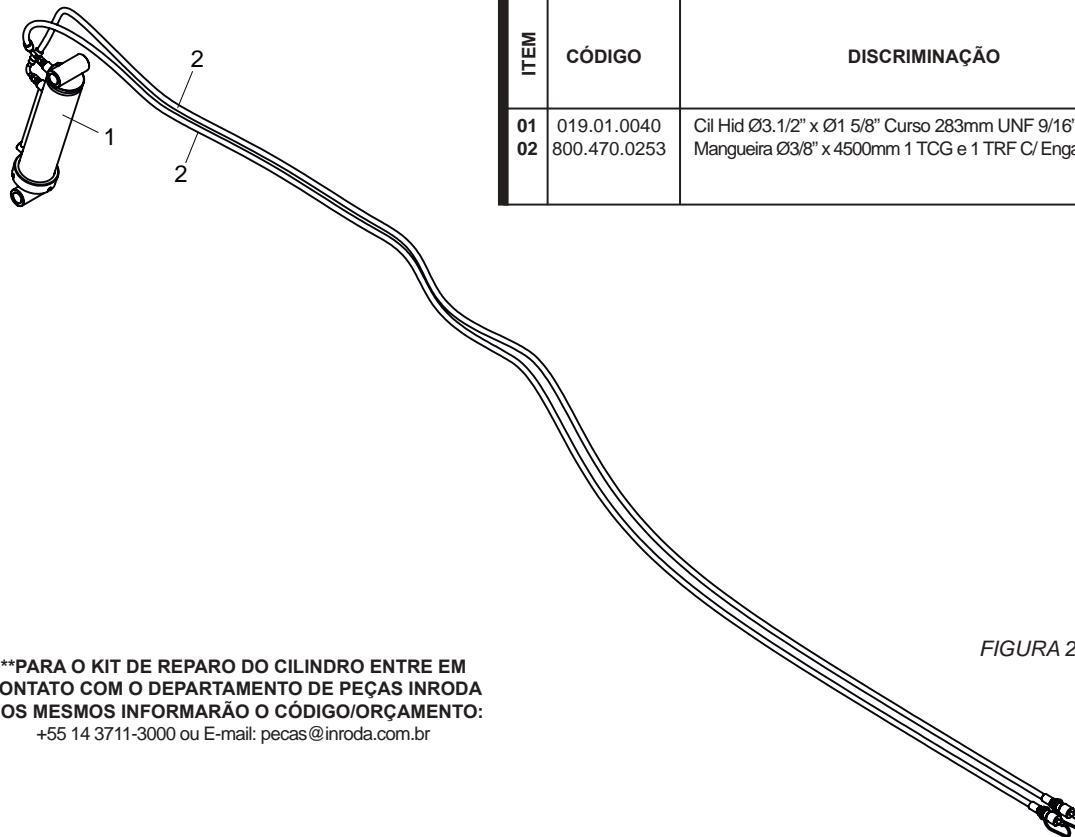 ITEM CÓDIGO DISCRIMINAÇÃO
01 019.01.0040 Cil Hid Ø3.1/2” x Ø1 5/8” Curso 283mm UNF 9/16”
02 800.470.0253 Mangueira Ø3/8” x 4500mm 1 TCG e 1 TRF C/
2
1
2
FIGURA 2
**PARA O KIT DE REPARO DO CILINDRO ENTRE EM
COM O DEPARTAMENTO DE PEÇAS INRODA
OS MESMOS INFORMARÃO O CÓDIGO/ORÇAMENTO:
+55 14 3711-3000 ou E-mail: pecas@inroda.com.br